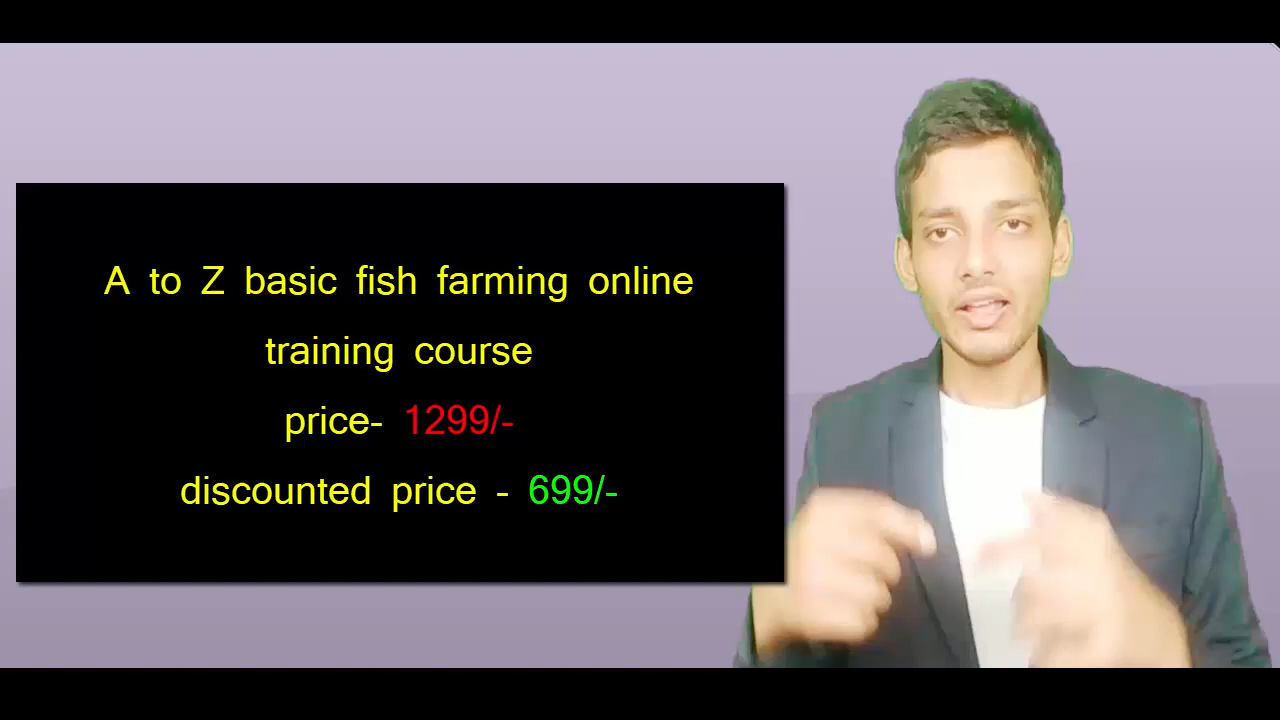 A to Z basic fish farming online
training course
price- 1299/-
discounted price - 699/-